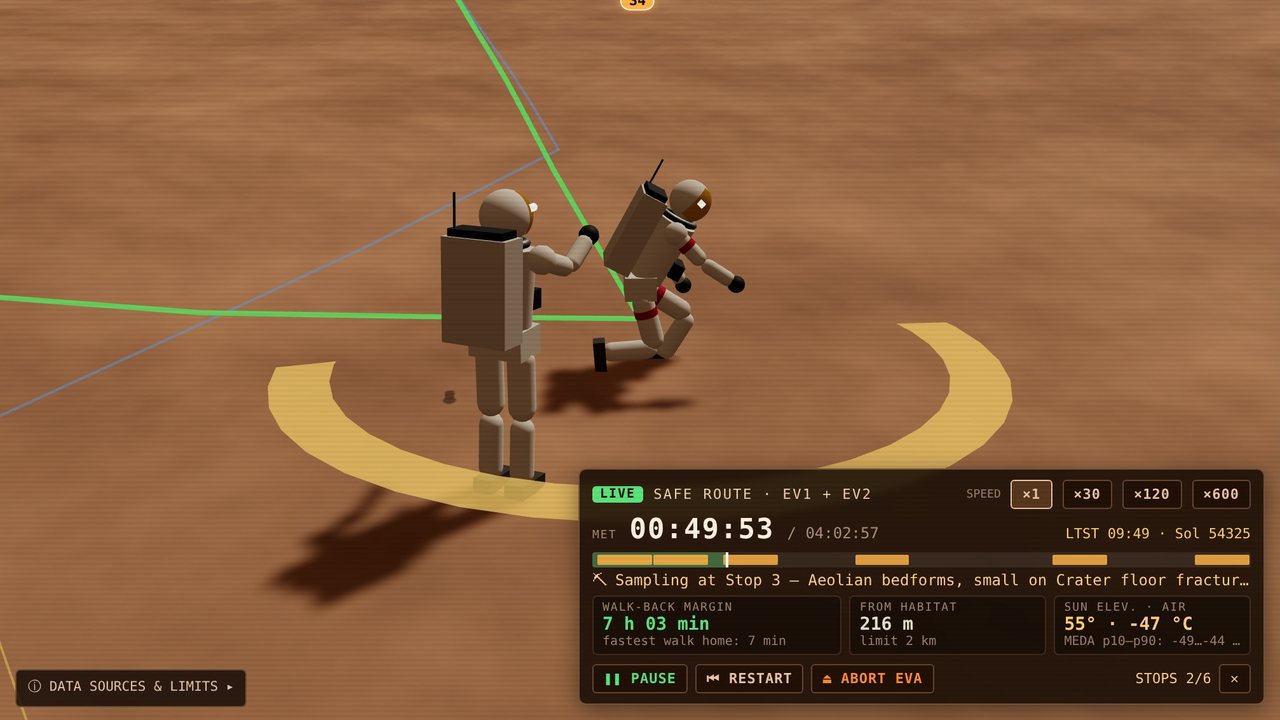 34
LIVE SAFE ROUTE · EV1 + EV2 SPEED ×1 ×30 ×120 ×600
MET 00:49:53 / 04:02:57 LTST 09:49 · Sol 54325
⛏ Sampling at Stop 3 — Aeolian bedforms, small on Crater floor fractur…
WALK-BACK MARGIN
7 h 03 min
fastest walk home: 7 min
FROM HABITAT
216 m
limit 2 km
SUN ELEV. · AIR
55° · -47 °C
MEDA p10–p90: -49…-44 …
ⓘ DATA SOURCES & LIMITS ▸
❚❚ PAUSE ⏮ RESTART ⏏ ABORT EVA STOPS 2/6 ×